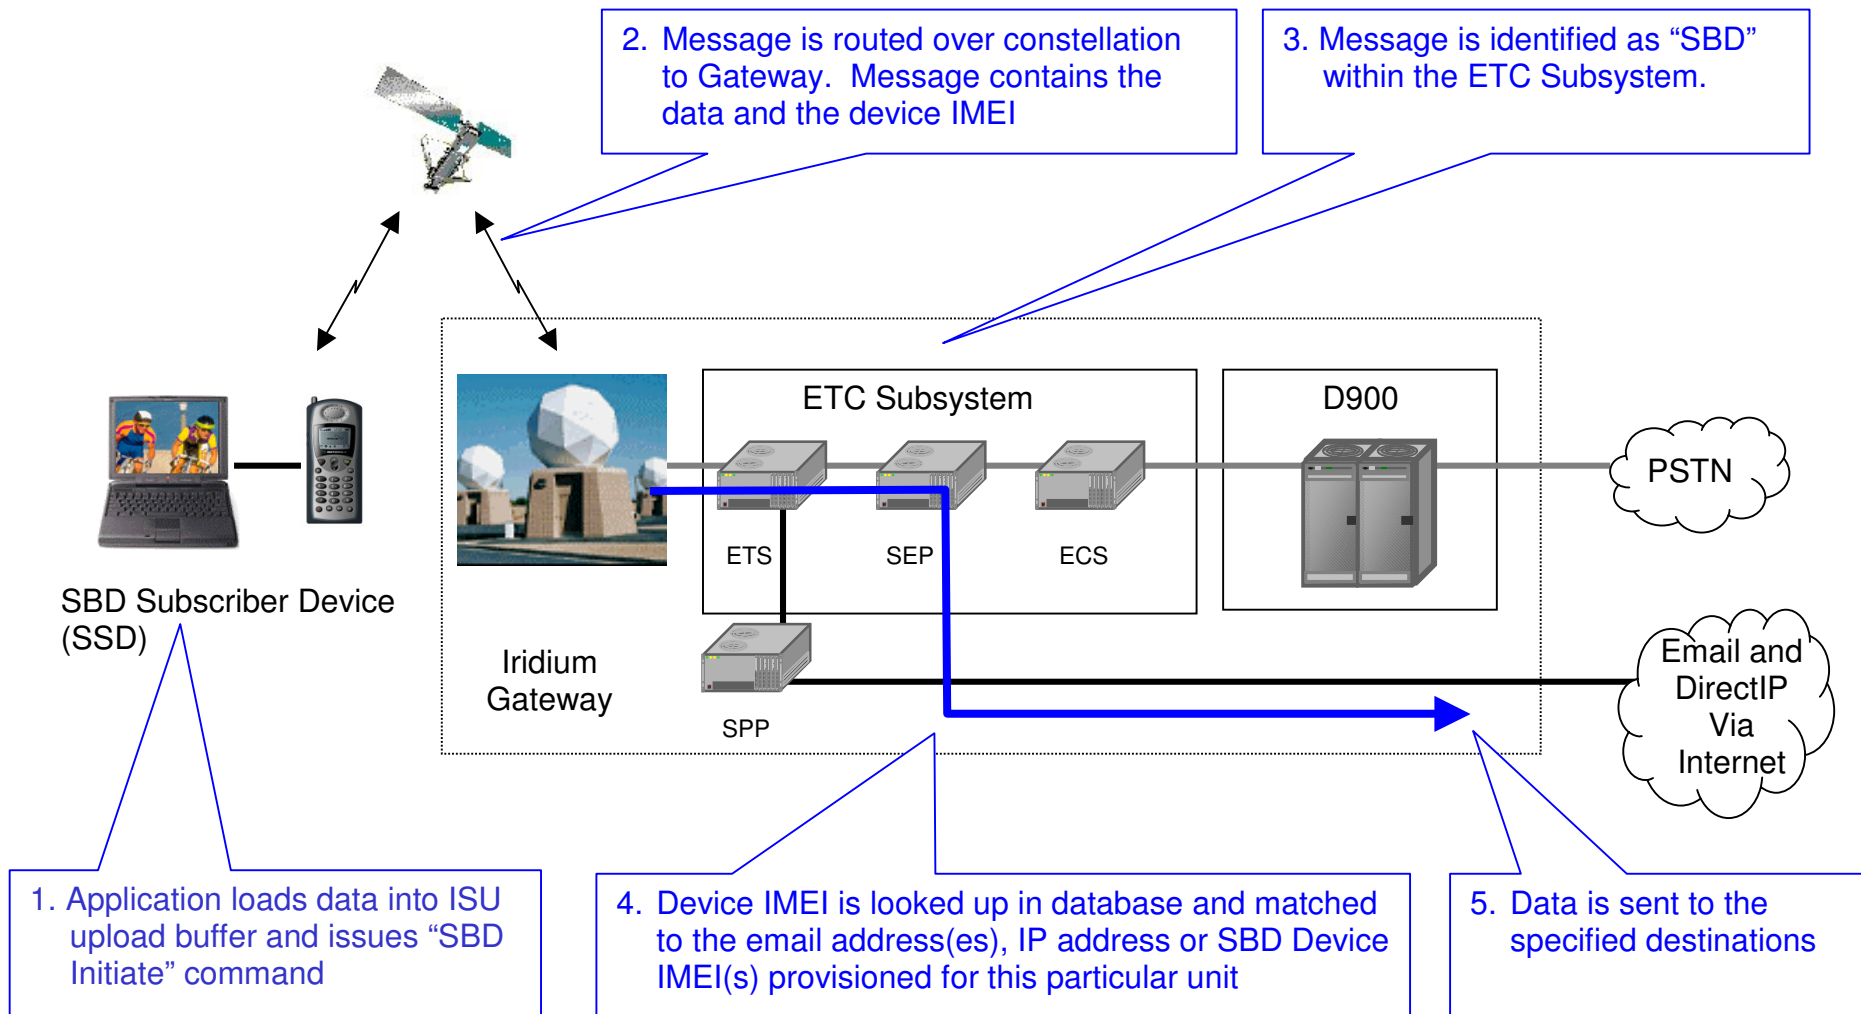 2. Message is routed over constellation
to Gateway.  Message contains the
data and the device IMEI
3. Message is identified as “SBD”
within the ETC Subsystem.
ETC Subsystem
D900
PSTN
ETS
SEP
ECS
SBD Subscriber Device
(SSD)
Iridium
Gateway
SPP
Email and
DirectIP
Via
Internet
1. Application loads data into ISU
upload buffer and issues “SBD
Initiate” command
4. Device IMEI is looked up in database and matched
to the email address(es), IP address or SBD Device
IMEI(s) provisioned for this particular unit
5. Data is sent to the
specified destinations